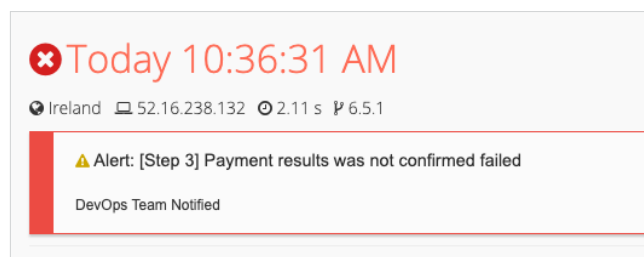 Today 10:36:31 AM
Ireland 52.16.238.132 2.11 s 6.5.1
Alert: [Step 3] Payment results was not confirmed failed
DevOps Team Notified